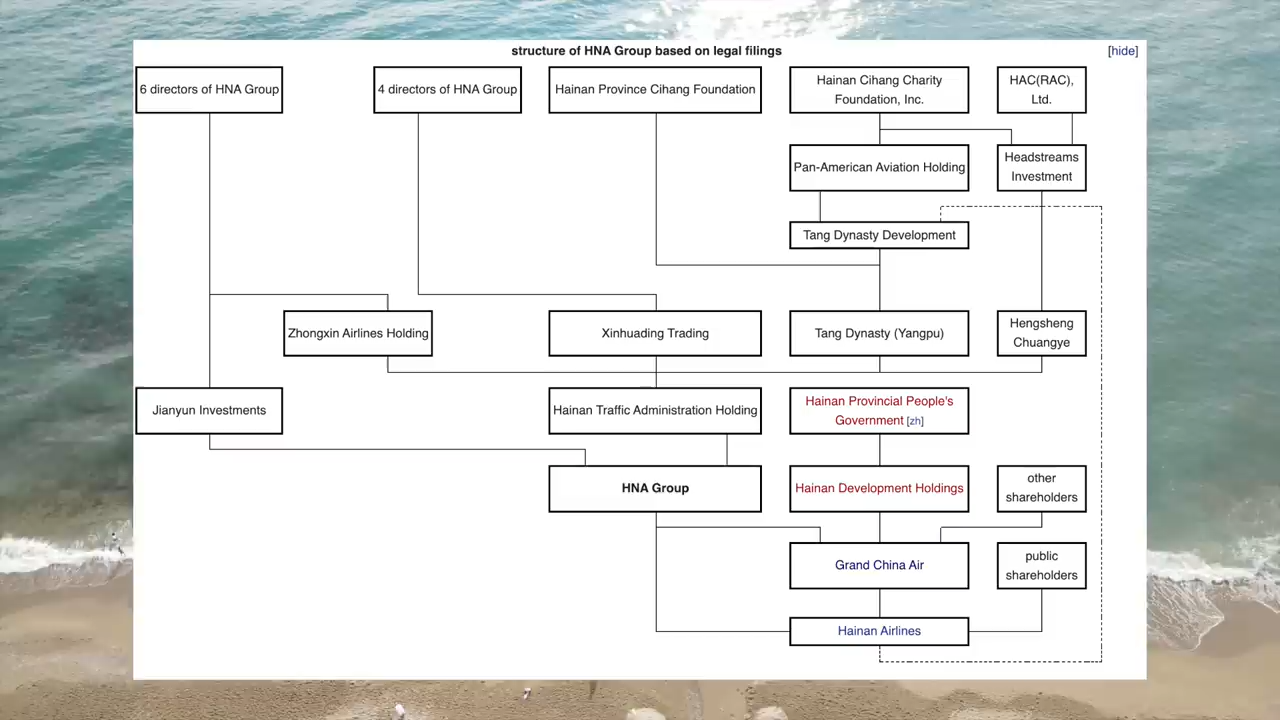 structure of HNA Group based on legal filings
[hide]
6 directors of HNA Group
4 directors of HNA Group
Hainan Province Cihang Foundation
Hainan Cihang Charity
Foundation, Inc.
HAC(RAC),
Ltd.
Pan-American Aviation Holding
Headstreams
Investment
Tang Dynasty Development
Zhongxin Airlines Holding
Xinhuading Trading
Tang Dynasty (Yangpu)
Hengsheng
Chuangye
Jianyun Investments
Hainan Traffic Administration Holding
Hainan Provincial People's
Government [zh]
HNA Group
Hainan Development Holdings
other
shareholders
Grand China Air
public
shareholders
Hainan Airlines